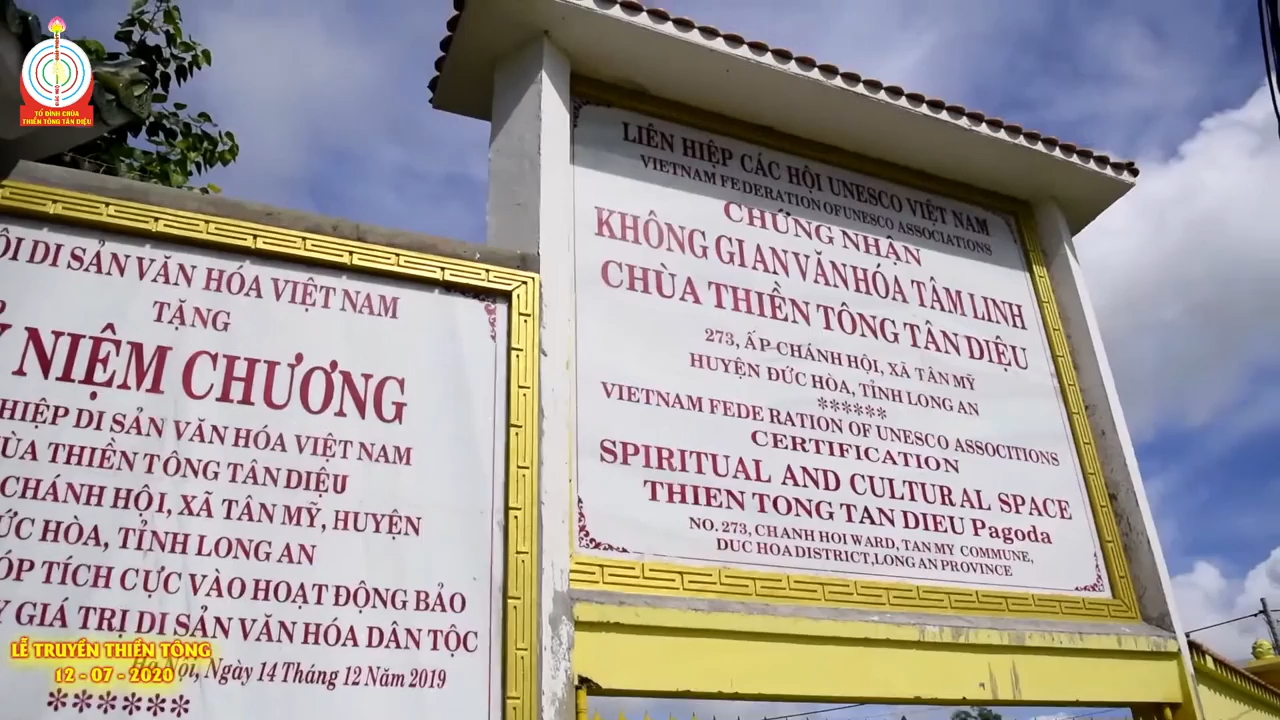 TỔ ĐÌNH CHÙA
THIỀN TÔNG TÂN DIỆU
DI SẢN VĂN HÓA VIỆT NAM
TẶNG
NIỆM CHƯƠNG
HIỆP DI SẢN VĂN HÓA VIỆT NAM
THIỀN TÔNG TÂN DIỆU
CHÁNH HỘI, XÃ TÂN MỸ, HUYỆN
HÒA, TỈNH LONG AN
TÍCH CỰC VÀO HOẠT ĐỘNG BẢO
GIÁ TRỊ DI SẢN VĂN HÓA DÂN TỘC
Hà Nội, Ngày 14 Tháng 12 Năm 2019
******
LIÊN HIỆP CÁC HỘI UNESCO VIỆT NAM
VIETNAM FEDERATION OF UNESCO ASSOCIATIONS
CHỨNG NHẬN
KHÔNG GIAN VĂN HÓA TÂM LINH
CHÙA THIỀN TÔNG TÂN DIỆU
273, ẤP CHÁNH HỘI, XÃ TÂN MỸ
HUYỆN ĐỨC HÒA, TỈNH LONG AN
******
VIETNAM FEDE RATION OF UNESCO ASSOCITIONS
CERTIFICATION
SPIRITUAL AND CULTURAL SPACE
THIEN TONG TAN DIEU Pagoda
NO. 273, CHANH HOI WARD, TAN MY COMMUNE,
DUC HOA DISTRICT, LONG AN PROVINCE
LỄ TRUYỀN THIỀN TÔNG
12 - 07 - 2020